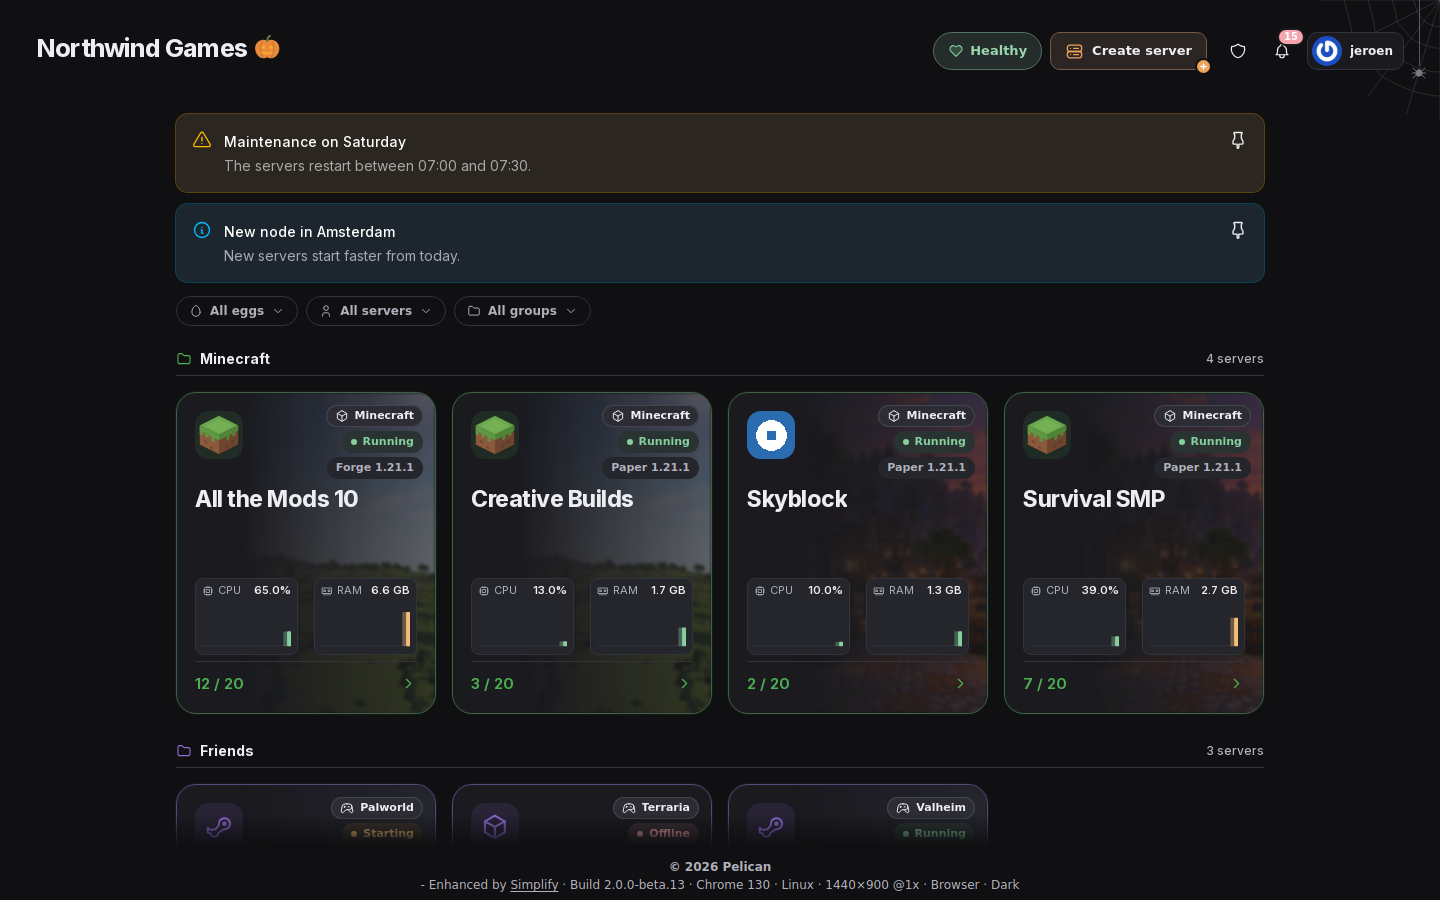 Northwind Games
Healthy
Create server
15
jeroen
Maintenance on Saturday
The servers restart between 07:00 and 07:30.
New node in Amsterdam
New servers start faster from today.
All eggs
All servers
All groups
Minecraft
4 servers
Minecraft
Running
Forge 1.21.1
All the Mods 10
CPU 65.0%
RAM 6.6 GB
12 / 20
Minecraft
Running
Paper 1.21.1
Creative Builds
CPU 13.0%
RAM 1.7 GB
3 / 20
Minecraft
Running
Paper 1.21.1
Skyblock
CPU 10.0%
RAM 1.3 GB
2 / 20
Minecraft
Running
Paper 1.21.1
Survival SMP
CPU 39.0%
RAM 2.7 GB
7 / 20
Friends
3 servers
Palworld
Starting
Terraria
Offline
Valheim
Running
© 2026 Pelican
- Enhanced by Simplify · Build 2.0.0-beta.13 · Chrome 130 · Linux · 1440×900 @1x · Browser · Dark